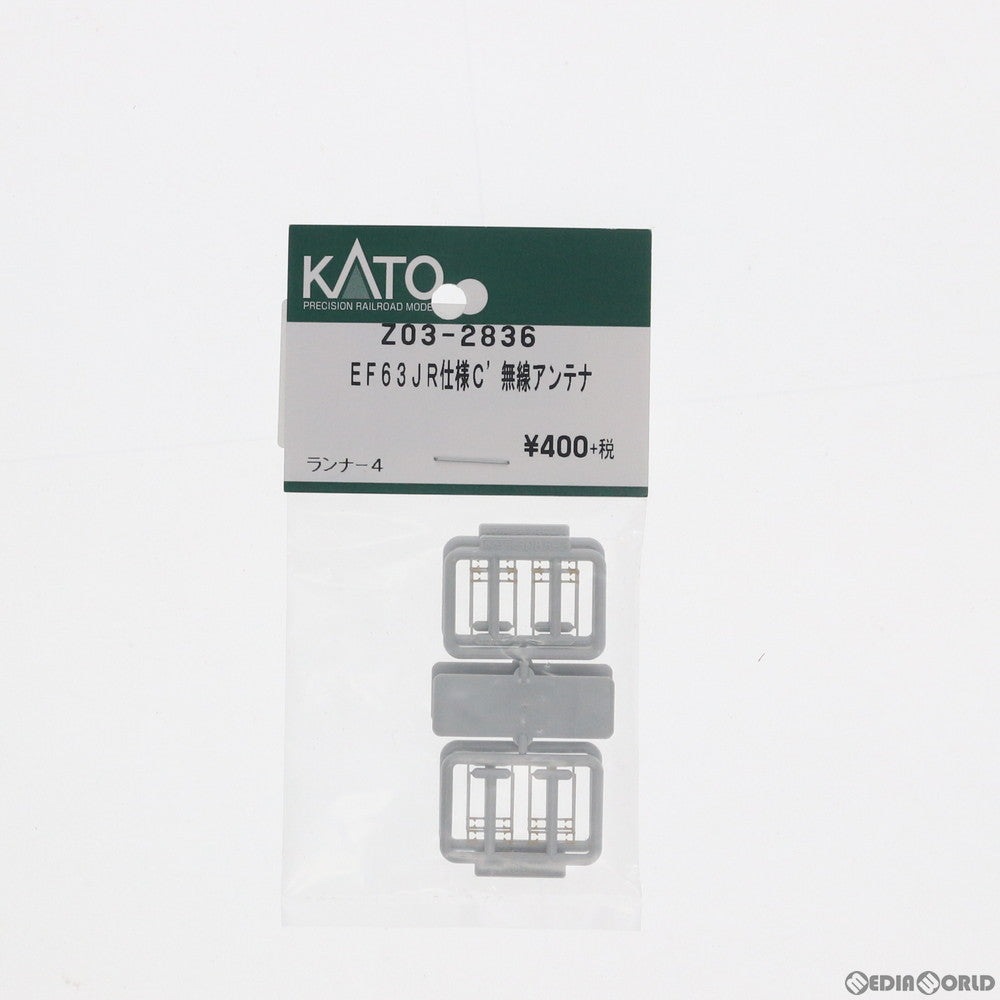 KATO
PRECISION RAILROAD MODE
Z03-2836
EF63JR仕様C' 無線アンテナ
¥400+税
ランナー4
MEDIAWORLD